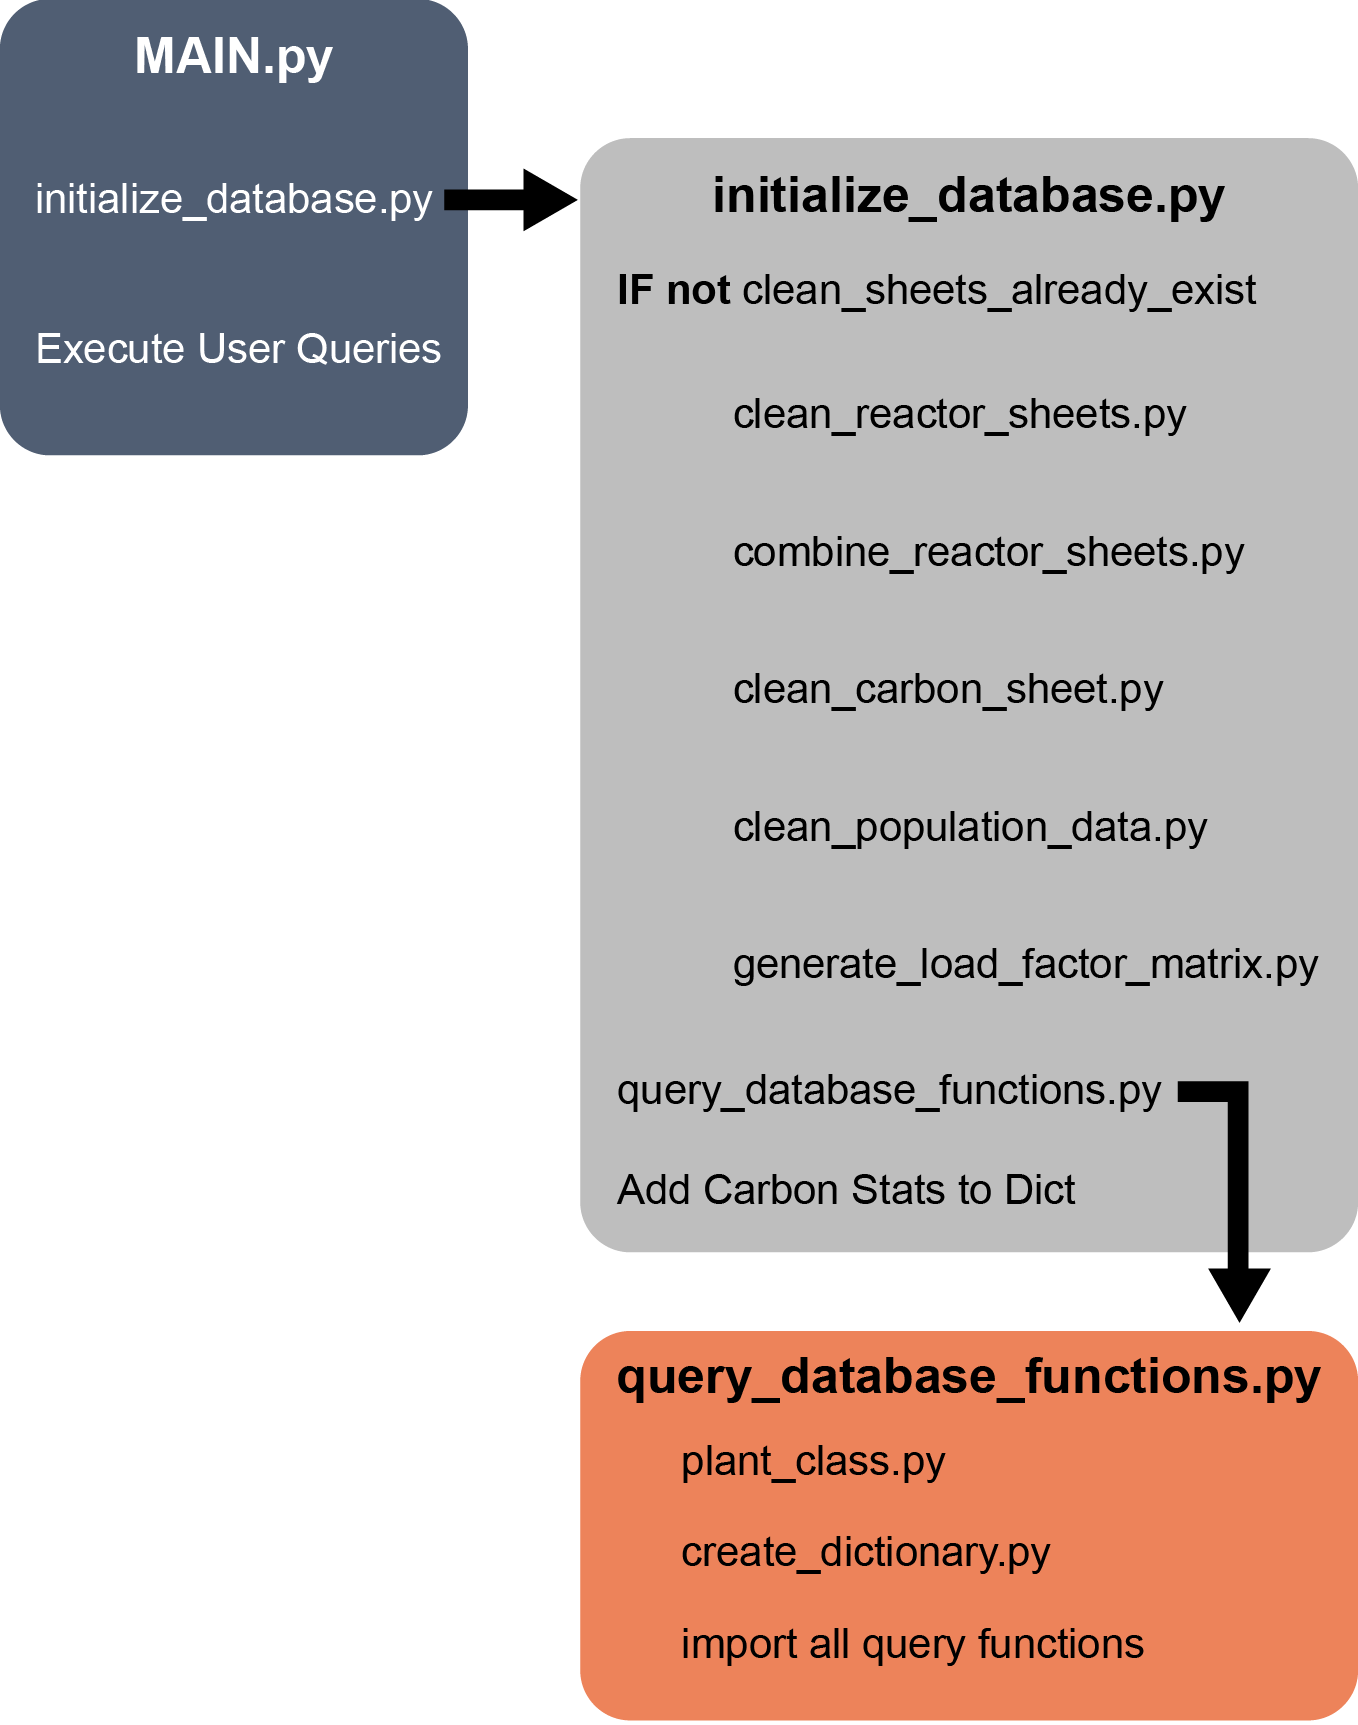 MAIN.py
initialize_database.py
Execute User Queries
initialize_database.py
IF not clean_sheets_already_exist
clean_reactor_sheets.py
combine_reactor_sheets.py
clean_carbon_sheet.py
clean_population_data.py
generate_load_factor_matrix.py
query_database_functions.py
Add Carbon Stats to Dict
query_database_functions.py
plant_class.py
create_dictionary.py
import all query functions